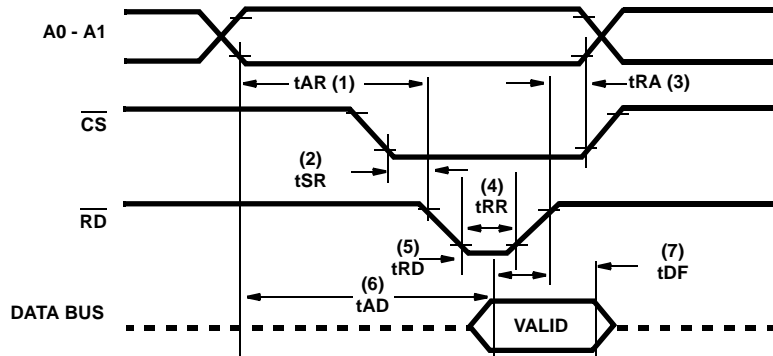 A0 - A1
tAR (1)
tRA (3)
CS
(2)
tSR
(4)
tRR
RD
(5)
tRD
(7)
tDF
(6)
tAD
DATA BUS
VALID